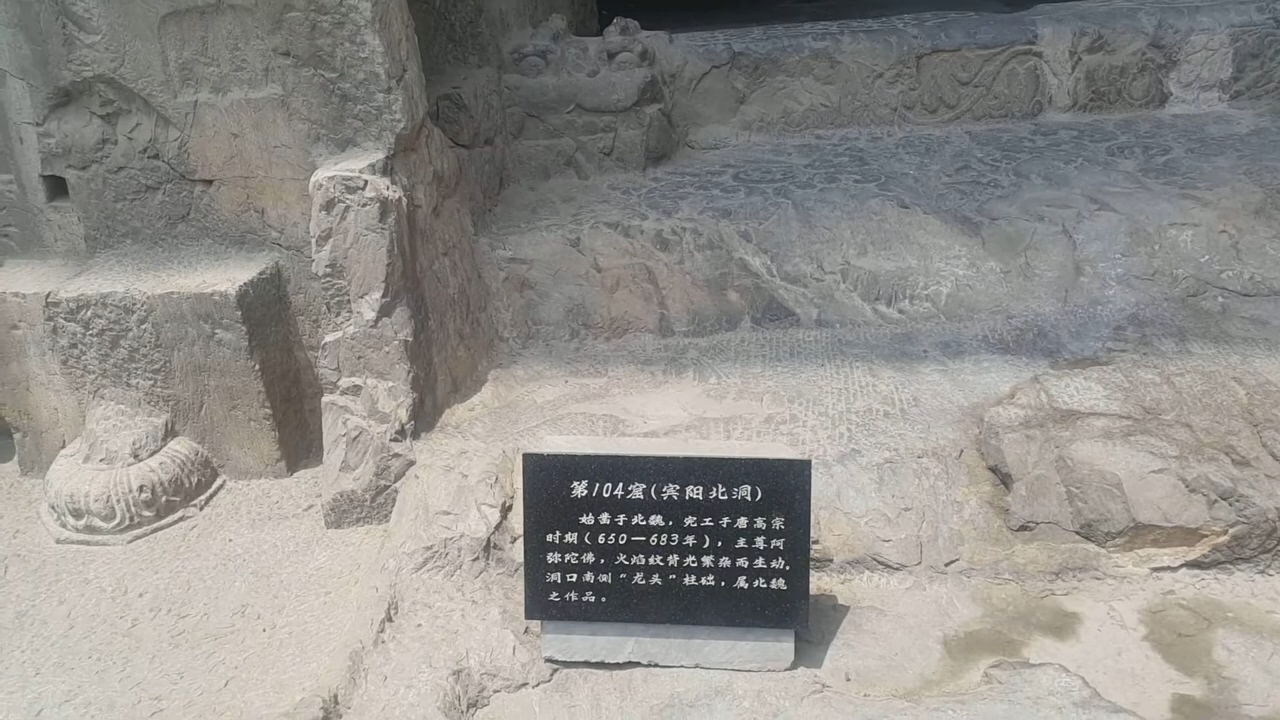 第104窟(宾阳北洞)
始凿于北魏，完工于唐高宗
时期(650—683年)，主尊阿
弥陀佛，火焰纹背光繁杂而生动。
洞口南侧“龙头”柱础，属北魏
之作品。